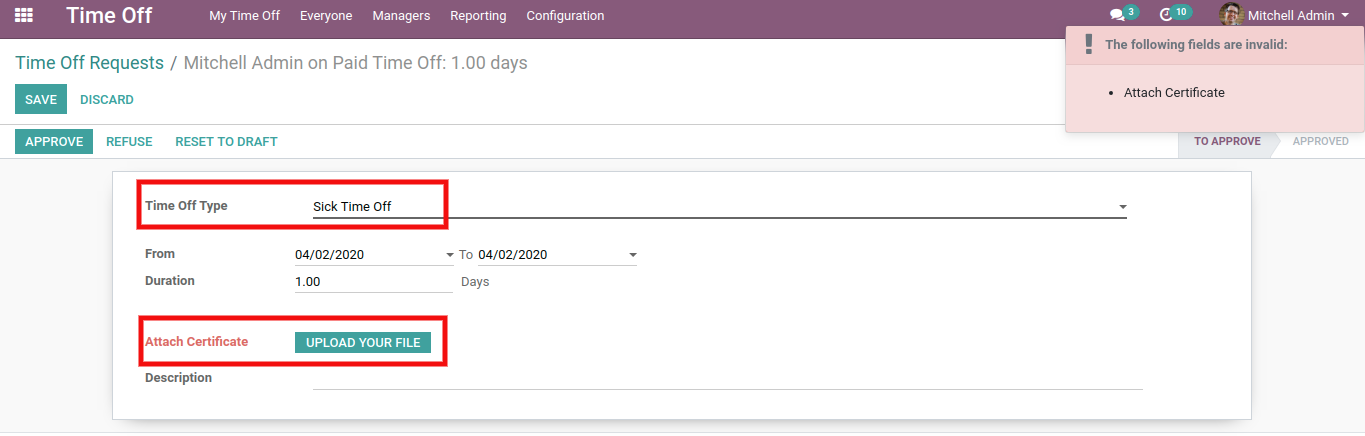 Time Off My Time Off Everyone Managers Reporting Configuration 3 10 Mitchell Admin
The following fields are invalid:
Attach Certificate
Time Off Requests / Mitchell Admin on Paid Time Off: 1.00 days
SAVE DISCARD
APPROVE REFUSE RESET TO DRAFT TO APPROVE APPROVED
Time Off Type Sick Time Off
From 04/02/2020 To 04/02/2020
Duration 1.00 Days
Attach Certificate UPLOAD YOUR FILE
Description